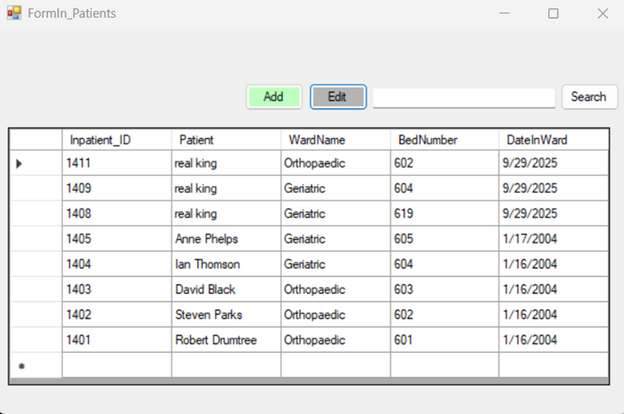 FormIn_Patients
Add Edit Search
Inpatient_ID Patient WardName BedNumber DateInWard
1411 real king Orthopaedic 602 9/29/2025
1409 real king Geriatric 604 9/29/2025
1408 real king Geriatric 619 9/29/2025
1405 Anne Phelps Geriatric 605 1/17/2004
1404 Ian Thomson Geriatric 604 1/16/2004
1403 David Black Orthopaedic 603 1/16/2004
1402 Steven Parks Orthopaedic 602 1/16/2004
1401 Robert Drumtree Orthopaedic 601 1/16/2004